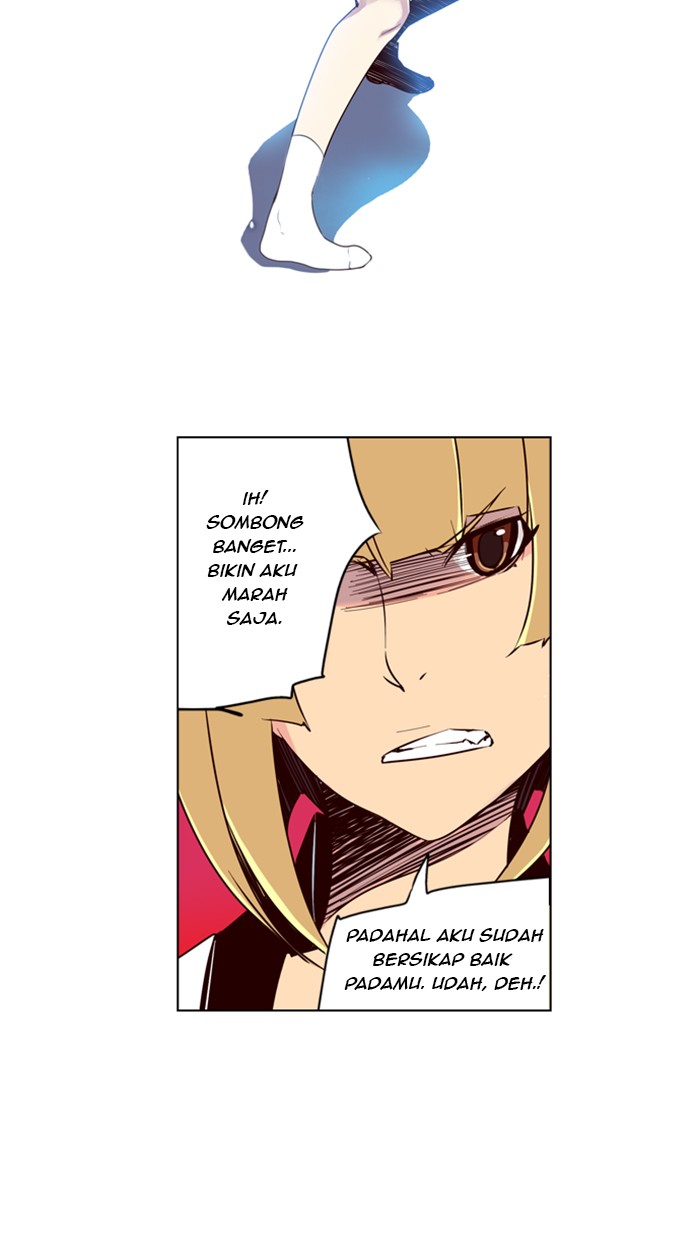 IH!
SOMBONG
BANGET...
BIKIN AKU
MARAH
SAJA.
PADAHAL AKU SUDAH
BERSIKAP BAIK
PADAMU. UDAH, DEH.!